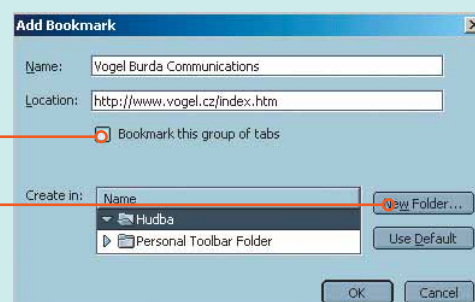 Add Bookmark
Name: Vogel Burda Communications
Location: http://www.vogel.cz/index.htm
Bookmark this group of tabs
Create in: Name
Hudba
Personal Toolbar Folder
New Folder...
Use Default
OK Cancel